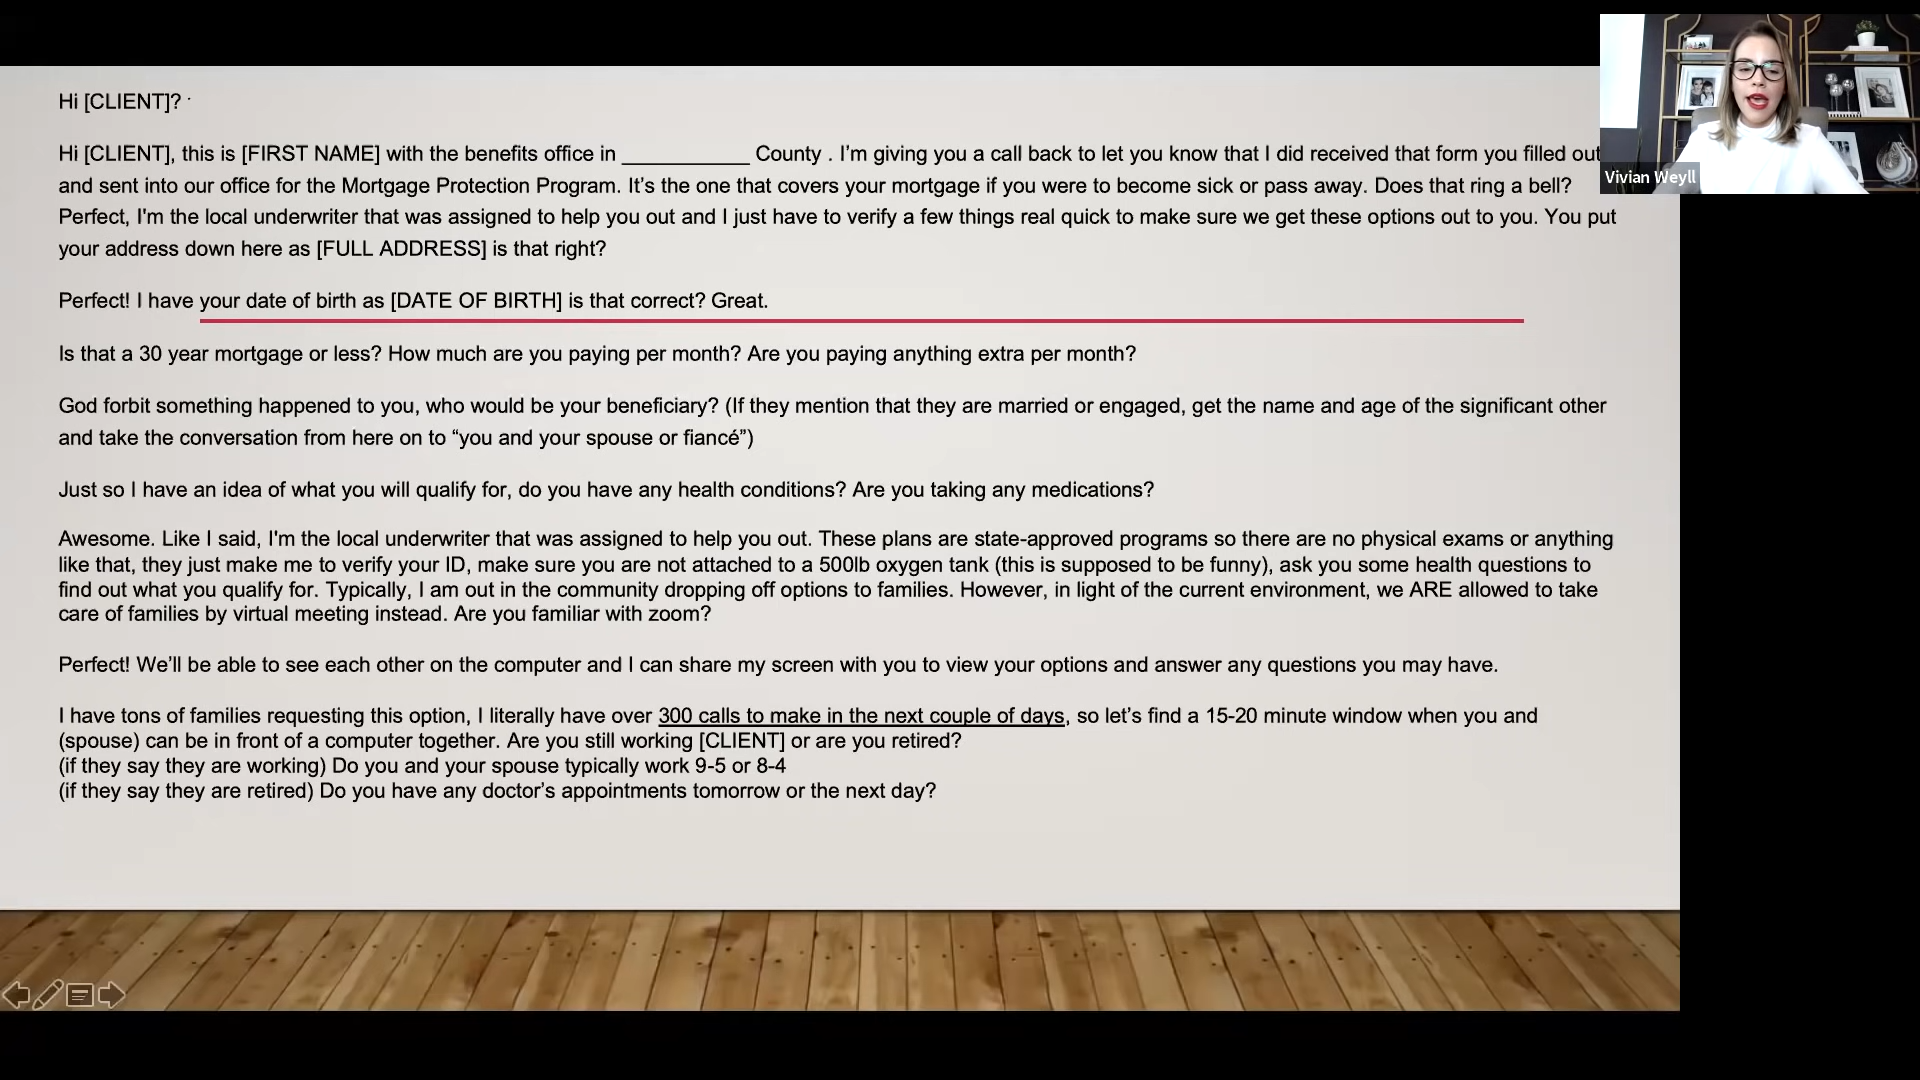 Hi [CLIENT]?
Hi [CLIENT], this is [FIRST NAME] with the benefits office in ___________ County . I’m giving you a call back to let you know that I did received that form you filled out
and sent into our office for the Mortgage Protection Program. It’s the one that covers your mortgage if you were to become sick or pass away. Does that ring a bell?
Perfect, I'm the local underwriter that was assigned to help you out and I just have to verify a few things real quick to make sure we get these options out to you. You put
your address down here as [FULL ADDRESS] is that right?
Perfect! I have your date of birth as [DATE OF BIRTH] is that correct? Great.
Is that a 30 year mortgage or less? How much are you paying per month? Are you paying anything extra per month?
God forbit something happened to you, who would be your beneficiary? (If they mention that they are married or engaged, get the name and age of the significant other
and take the conversation from here on to “you and your spouse or fiancé”)
Just so I have an idea of what you will qualify for, do you have any health conditions? Are you taking any medications?
Awesome. Like I said, I'm the local underwriter that was assigned to help you out. These plans are state-approved programs so there are no physical exams or anything
like that, they just make me to verify your ID, make sure you are not attached to a 500lb oxygen tank (this is supposed to be funny), ask you some health questions to
find out what you qualify for. Typically, I am out in the community dropping off options to families. However, in light of the current environment, we ARE allowed to take
care of families by virtual meeting instead. Are you familiar with zoom?
Perfect! We’ll be able to see each other on the computer and I can share my screen with you to view your options and answer any questions you may have.
I have tons of families requesting this option, I literally have over 300 calls to make in the next couple of days, so let’s find a 15-20 minute window when you and
(spouse) can be in front of a computer together. Are you still working [CLIENT] or are you retired?
(if they say they are working) Do you and your spouse typically work 9-5 or 8-4
(if they say they are retired) Do you have any doctor’s appointments tomorrow or the next day?
Vivian Weyll